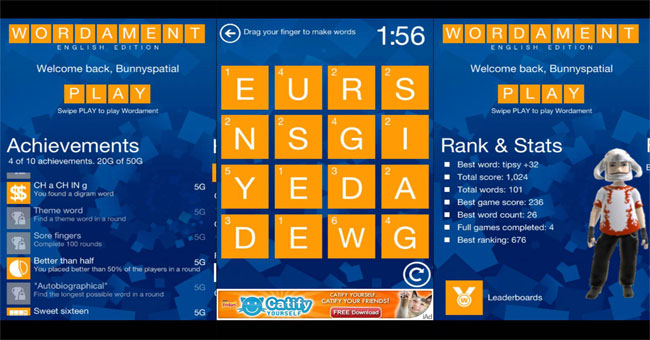 WORDAMENT
ENGLISH EDITION
Welcome back, Bunnyspatial
PLAY
Swipe PLAY to play Wordament
Achievements
4 of 10 achievements. 20G of 50G
CH a CH IN g 5G
You found a digram word.
Theme word 5G
Find a theme word in a round
Sore fingers 5G
Complete 100 rounds
Better than half 5G
You placed better than 50% of the players in a round
"Autobiographical" 5G
Find the longest possible word in a round
Sweet sixteen 5G
Drag your finger to make words
1:56
1 4 2 2
E U R S
2 2 3 2
N S G I
5 1 2 2
Y E D A
3 1 6 4
D E W G
Catify
YOURSELF
CATIFY YOURSELF.
CATIFY YOUR FRIENDS!
FREE Download
iAd
WORDAMENT
ENGLISH EDITION
Welcome back, Bunnyspatial
PLAY
Swipe PLAY to play Wordament
Rank & Stats
Best word: tipsy +32
Total score: 1,024
Total words: 101
Best game score: 236
Best word count: 26
Full games completed: 4
Best ranking: 676
Leaderboards